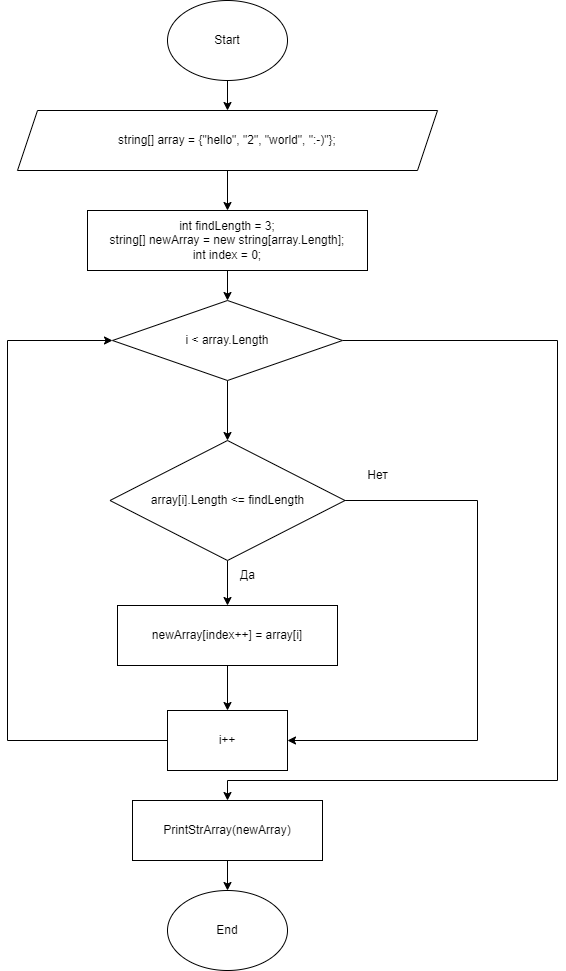 Start
string[] array = {"hello", "2", "world", ":-)"};
int findLength = 3;
string[] newArray = new string[array.Length];
int index = 0;
i < array.Length
Нет
array[i].Length <= findLength
Да
newArray[index++] = array[i]
i++
PrintStrArray(newArray)
End